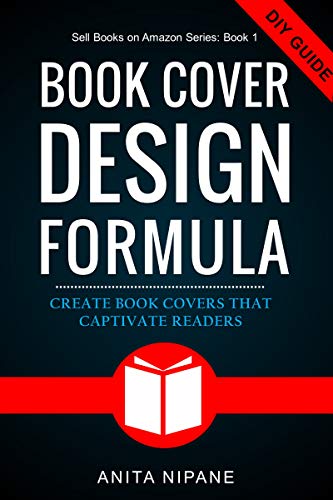 Sell Books on Amazon Series: Book 1
DIY GUIDE
BOOK COVER
DESIGN
FORMULA
CREATE BOOK COVERS THAT
CAPTIVATE READERS
ANITA NIPANE